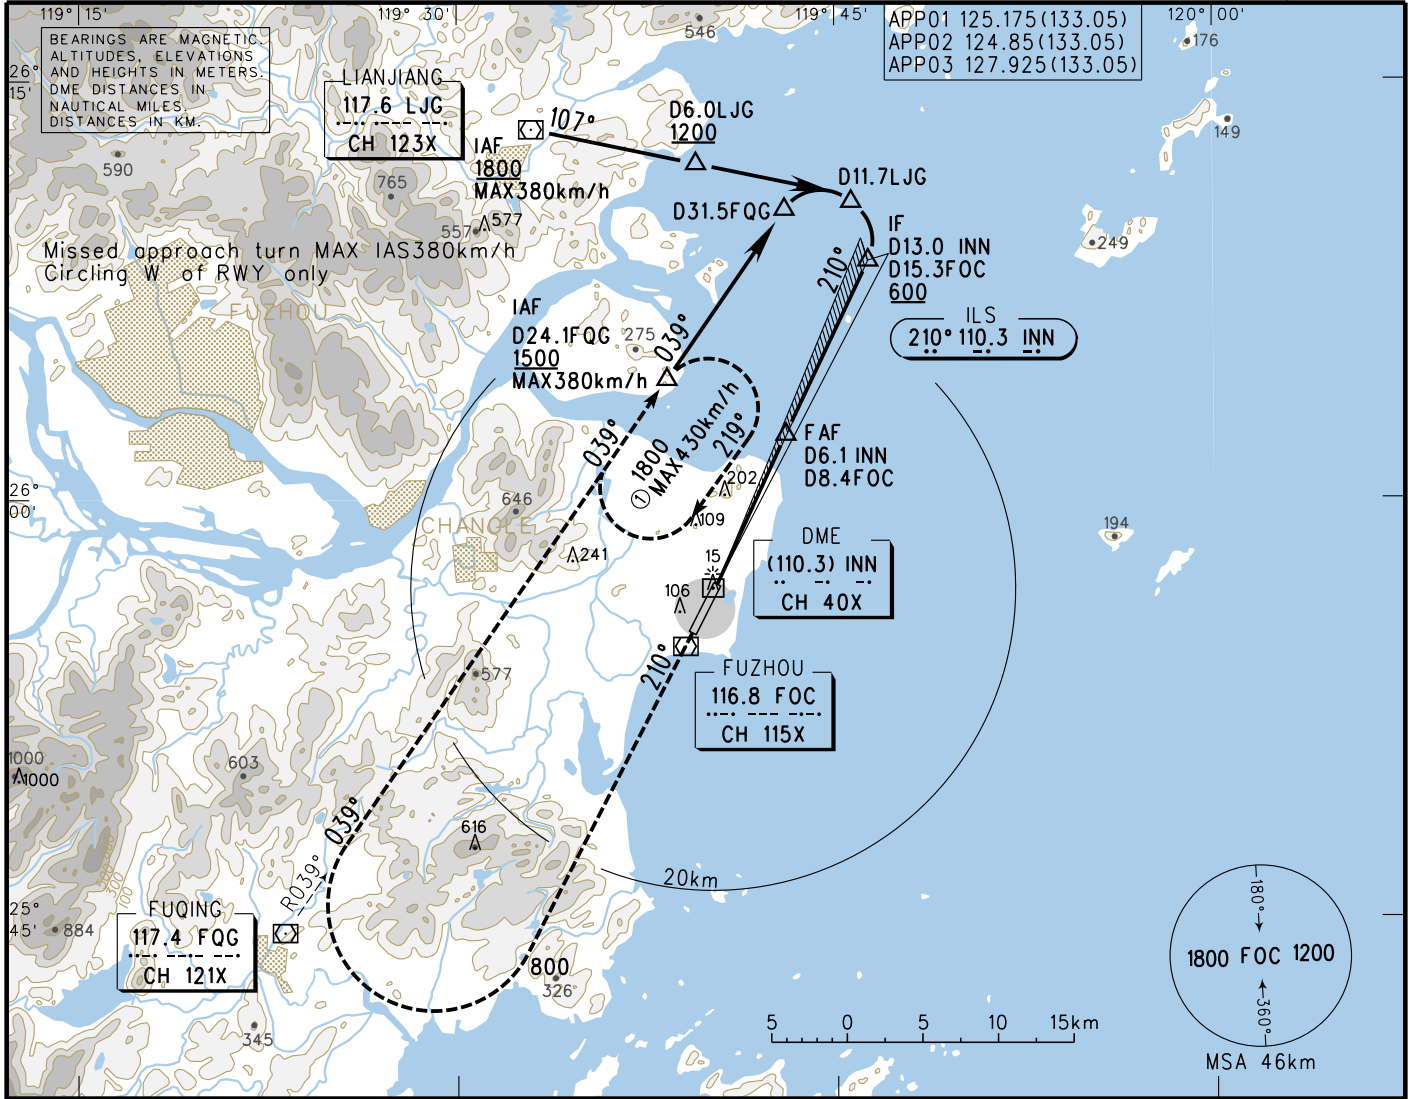 119° 15'
119° 30'
119° 45'
120° 00'
BEARINGS ARE MAGNETIC.
ALTITUDES, ELEVATIONS
AND HEIGHTS IN METERS.
DME DISTANCES IN
NAUTICAL MILES.
DISTANCES IN KM.
APP01 125.175(133.05)
APP02 124.85(133.05)
APP03 127.925(133.05)
546
176
26°
15'
LIANJIANG
117.6 LJG
CH 123X
107°
D6.0LJG
1200
149
IAF
1800
MAX380km/h
590
765
577
557
D11.7LJG
D31.5FQG
IF
D13.0 INN
D15.3FOC
600
249
Missed approach turn MAX IAS380km/h
Circling W of RWY only
210°
FUZHOU
ILS
210° 110.3 INN
IAF
D24.1FQG
1500
MAX380km/h
275
039°
1800
MAX430km/h
①
219°
039°
FAF
D6.1 INN
D8.4FOC
202
26°
00'
646
109
CHANGLE
194
241
15
DME
(110.3) INN
CH 40X
106
210°
FUZHOU
116.8 FOC
CH 115X
577
1000
1000
603
039°
616
R039°
20km
25°
45'
884
FUQING
117.4 FQG
CH 121X
800
326
345
5 0 5 10 15km
180°
1800 FOC 1200
360°
MSA 46km